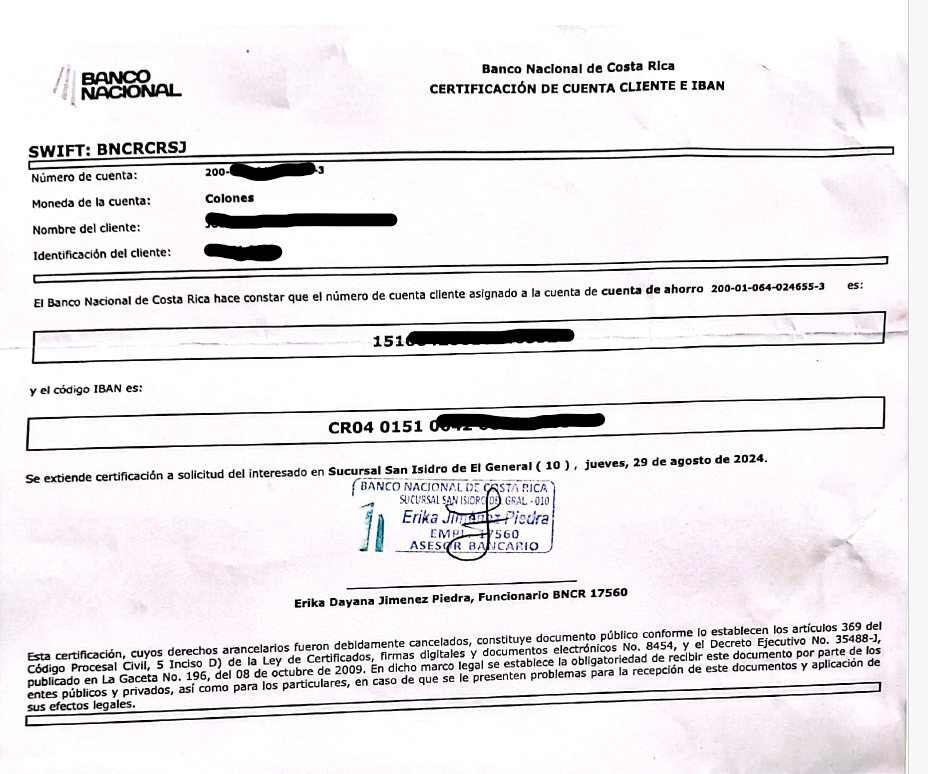 BANCO
NACIONAL
Banco Nacional de Costa Rica
CERTIFICACIÓN DE CUENTA CLIENTE E IBAN
SWIFT: BNCRCRSJ
Número de cuenta: 200- -3
Moneda de la cuenta: Colones
Nombre del cliente:
Identificación del cliente:
El Banco Nacional de Costa Rica hace constar que el número de cuenta cliente asignado a la cuenta de cuenta de ahorro 200-01-064-024655-3 es:
151
y el código IBAN es:
CR04 0151
Se extiende certificación a solicitud del interesado en Sucursal San Isidro de El General ( 10 ) , jueves, 29 de agosto de 2024.
BANCO NACIONAL DE COSTA RICA
SUCURSAL SAN ISIDRO DEL GRAL - 010
Erika Jiménez Piedra
EMPL 17560
ASESOR BANCARIO
Erika Dayana Jimenez Piedra, Funcionario BNCR 17560
Esta certificación, cuyos derechos arancelarios fueron debidamente cancelados, constituye documento público conforme lo establecen los artículos 369 del
Código Procesal Civil, 5 Inciso D) de la Ley de Certificados, firmas digitales y documentos electrónicos No. 8454, y el Decreto Ejecutivo No. 35488-J,
publicado en La Gaceta No. 196, del 08 de octubre de 2009. En dicho marco legal se establece la obligatoriedad de recibir este documento por parte de los
entes públicos y privados, así como para los particulares, en caso de que se le presenten problemas para la recepción de este documentos y aplicación de
sus efectos legales.